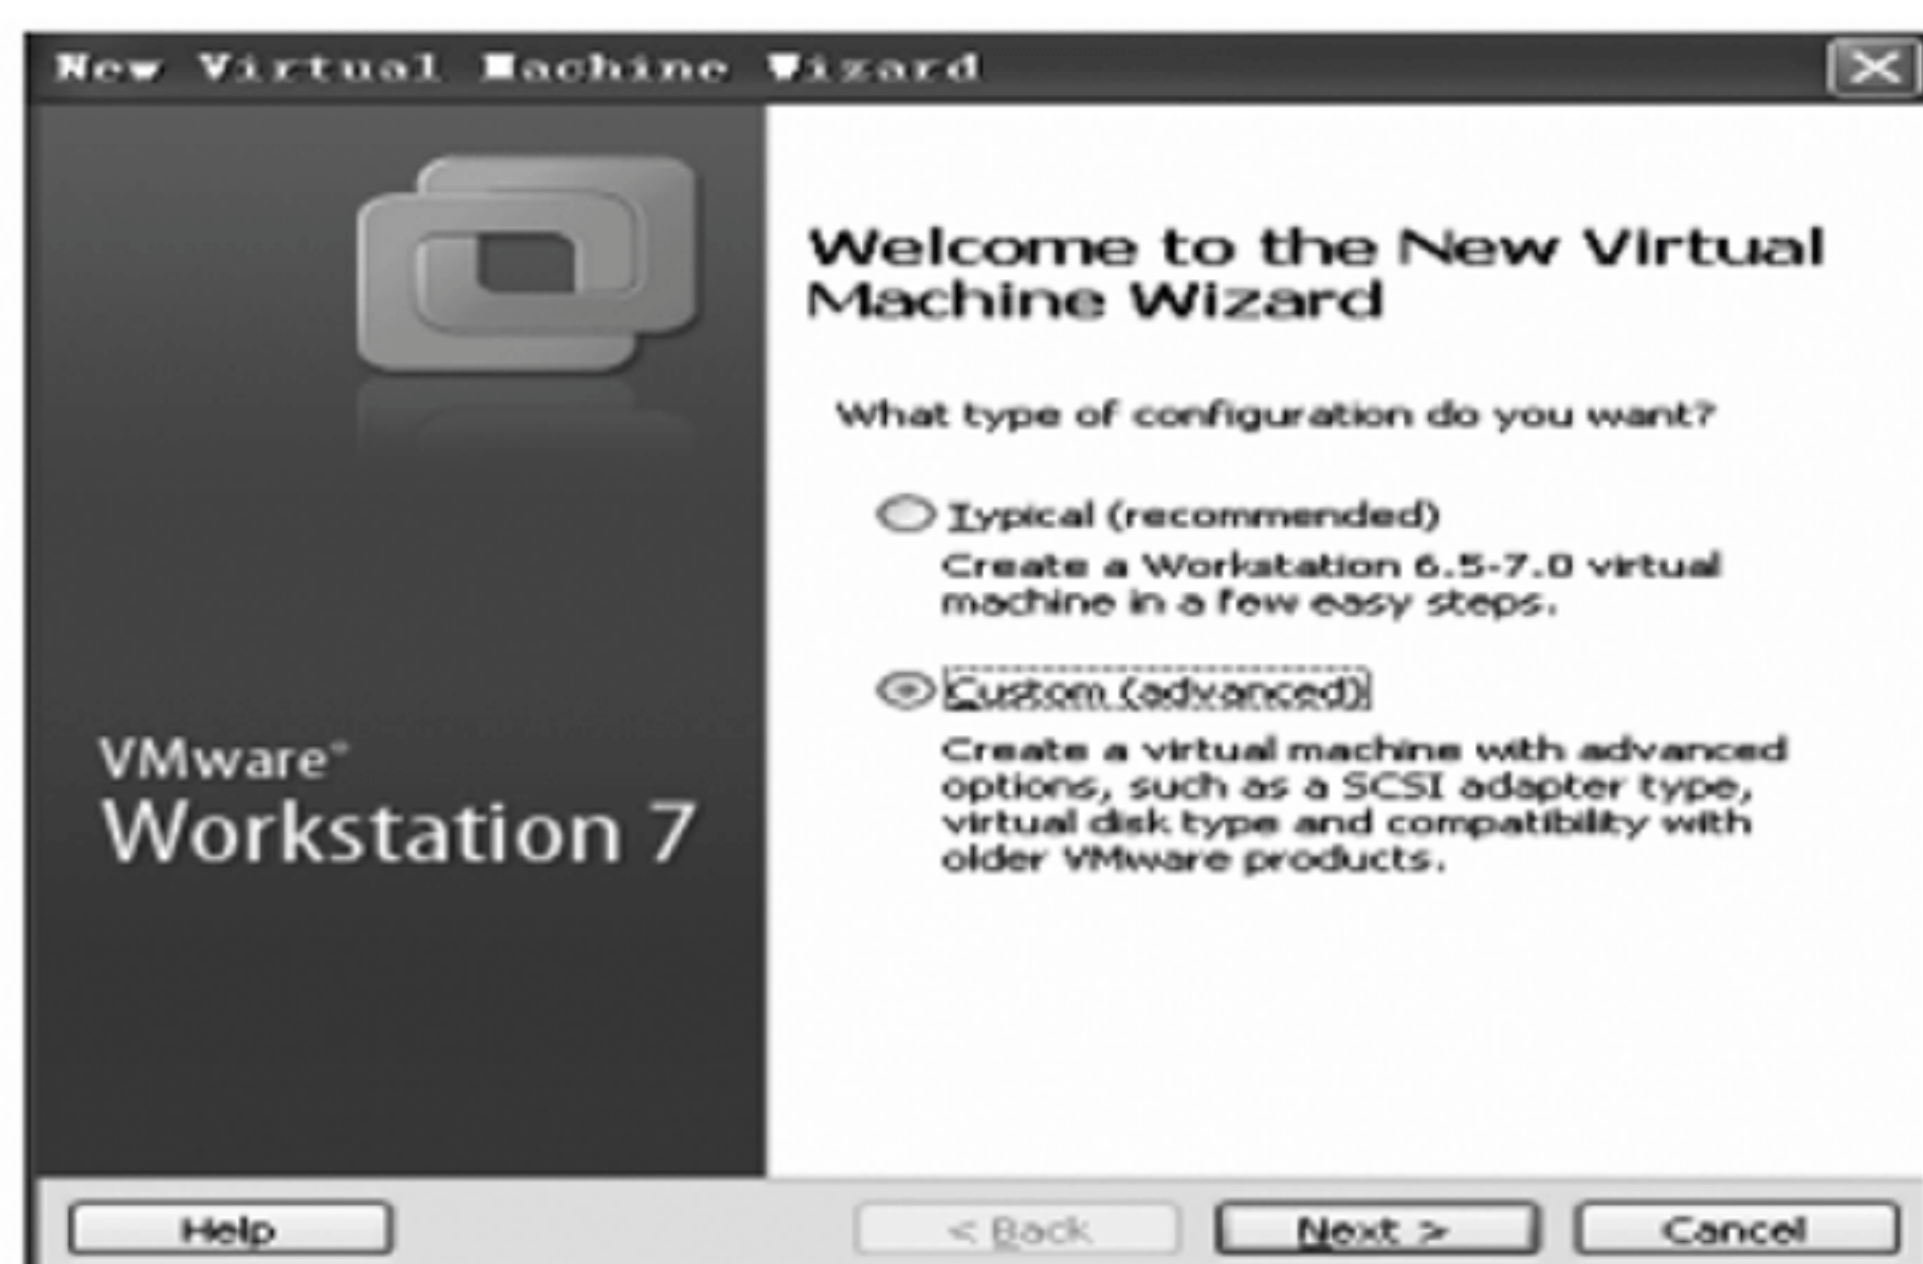 New Virtual Machine Wizard
Welcome to the New Virtual
Machine Wizard
What type of configuration do you want?
Typical (recommended)
Create a Workstation 6.5-7.0 virtual
machine in a few easy steps.
Custom (advanced)
Create a virtual machine with advanced
options, such as a SCSI adapter type,
virtual disk type and compatibility with
older VMware products.
VMware®
Workstation 7
Help
< Back
Next >
Cancel